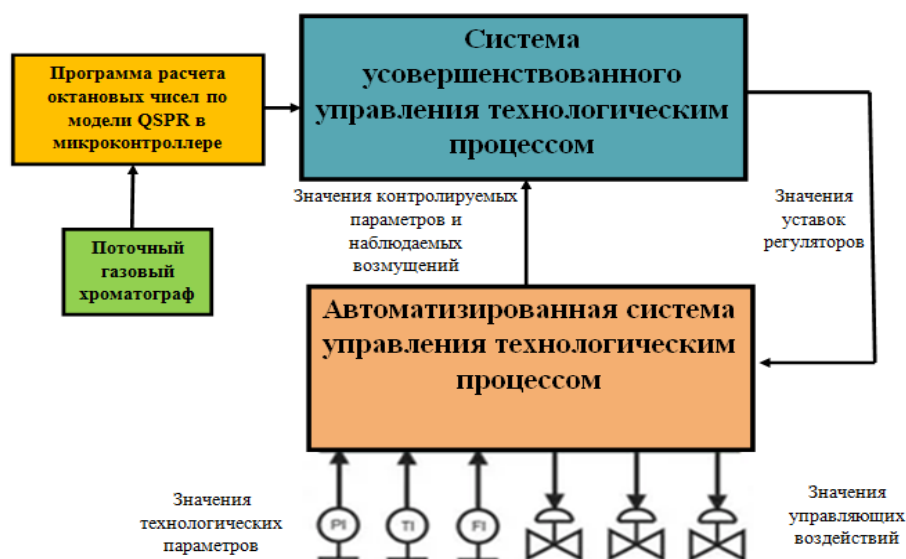 Система
усовершенствованного
управления технологическим
процессом
Программа расчета
октановых чисел по
модели QSPR в
микроконтроллере
Значения контролируемых
параметров и
наблюдаемых
возмущений
Значения
уставок
регуляторов
Поточный
газовый
хроматограф
Автоматизированная система
управления технологическим
процессом
Значения
технологических
параметров
PI
TI
FI
Значения
управляющих
воздействий